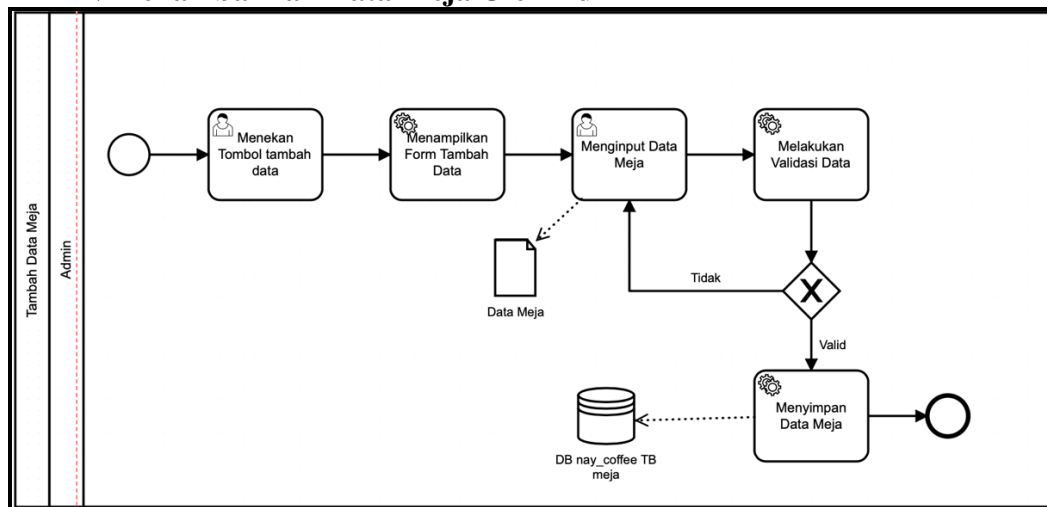 Tambah Data Meja
Admin
Menekan
Tombol tambah
data
Menampilkan
Form Tambah
Data
Menginput Data
Meja
Melakukan
Validasi Data
Data Meja
Tidak
X
Valid
Menyimpan
Data Meja
DB nay_coffee TB
meja